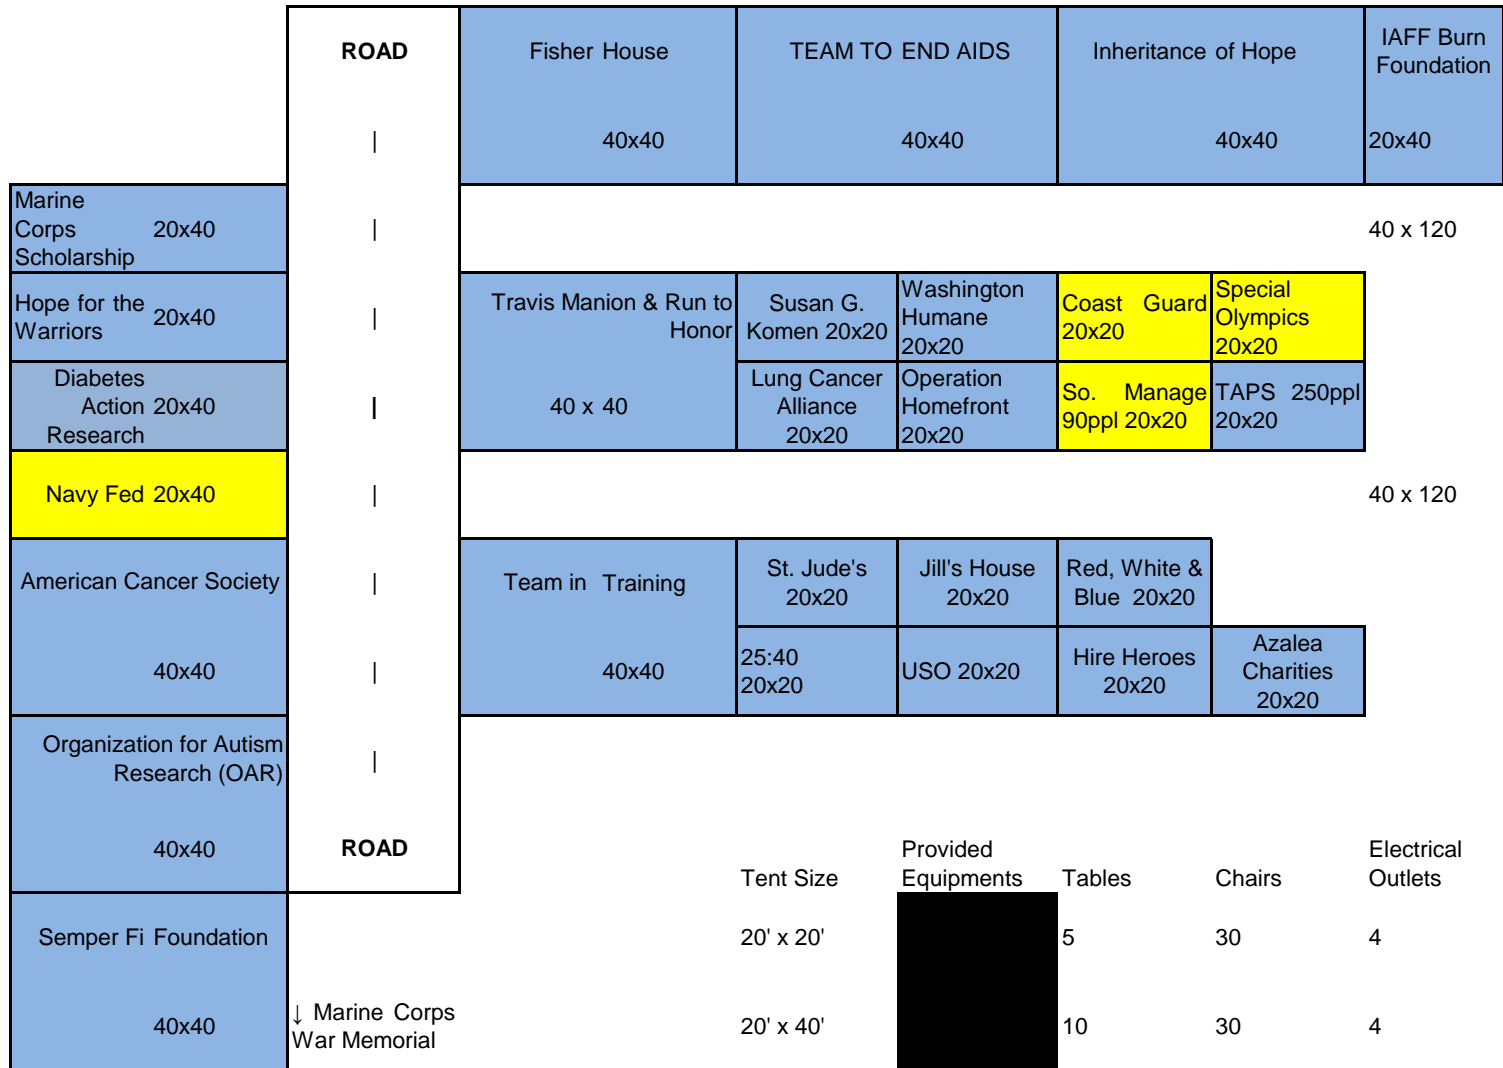 ROAD
Fisher House
TEAM TO END AIDS
Inheritance of Hope
IAFF Burn
Foundation
|
40x40
40x40
40x40
20x40
Marine
Corps 20x40
Scholarship
|
40 x 120
Hope for the
Warriors 20x40
|
Travis Manion & Run to
Honor
Susan G.
Komen 20x20
Washington
Humane
20x20
Coast Guard
20x20
Special
Olympics
20x20
Diabetes
Action 20x40
Research
|
40 x 40
Lung Cancer
Alliance
20x20
Operation
Homefront
20x20
So. Manage
90ppl 20x20
TAPS 250ppl
20x20
Navy Fed 20x40
|
40 x 120
American Cancer Society
|
Team in Training
St. Jude's
20x20
Jill's House
20x20
Red, White &
Blue 20x20
40x40
|
40x40
25:40
20x20
USO 20x20
Hire Heroes
20x20
Azalea
Charities
20x20
Organization for Autism
Research (OAR)
|
40x40
ROAD
Tent Size
Provided
Equipments
Tables
Chairs
Electrical
Outlets
Semper Fi Foundation
20' x 20'
5
30
4
40x40
↓ Marine Corps
War Memorial
20' x 40'
10
30
4